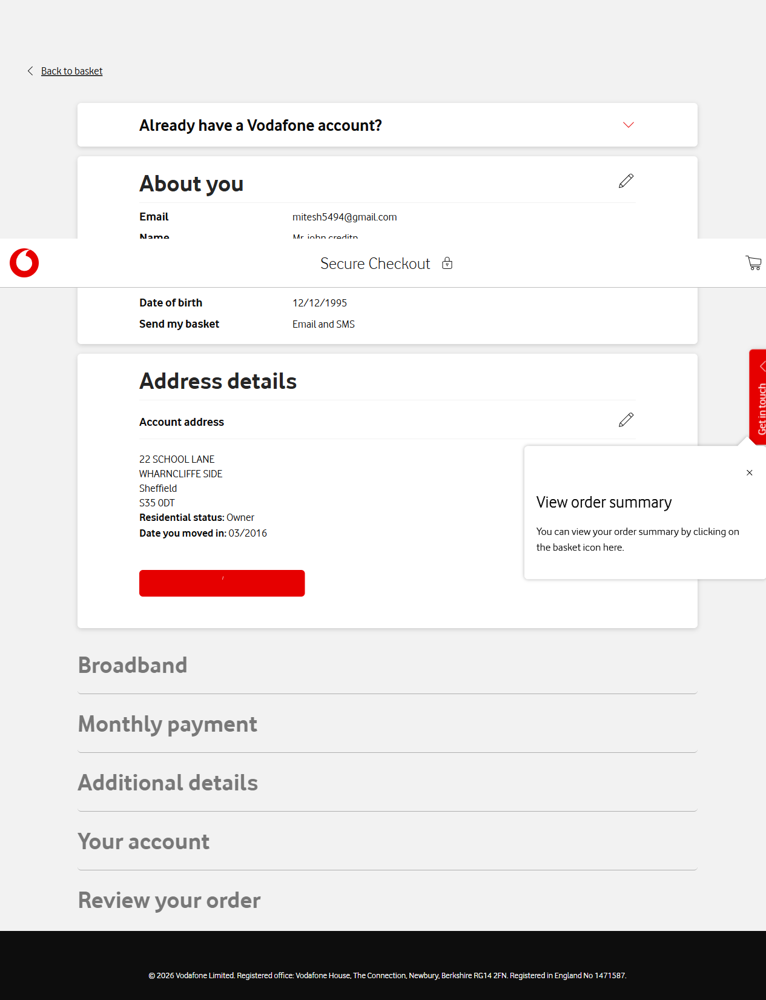 Back to basket
Already have a Vodafone account?
About you
Email mitesh5494@gmail.com
Name Mr john creditp
Secure Checkout
Date of birth 12/12/1995
Send my basket Email and SMS
Address details
Get in touch
Account address
22 SCHOOL LANE
WHARNCLIFFE SIDE
Sheffield
S35 0DT
Residential status: Owner
Date you moved in: 03/2016
View order summary
You can view your order summary by clicking on
the basket icon here.
Broadband
Monthly payment
Additional details
Your account
Review your order
© 2026 Vodafone Limited. Registered office: Vodafone House, The Connection, Newbury, Berkshire RG14 2FN. Registered in England No 1471587.